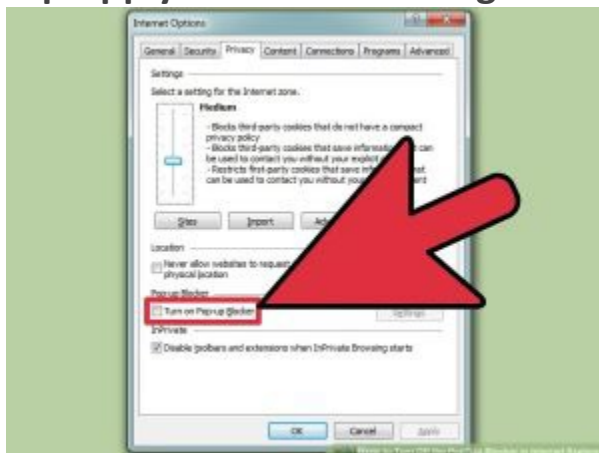 Internet Options
General Security Privacy Content Connections Programs Advanced
Settings
Select a setting for the Internet zone.
Medium
- Blocks third-party cookies that do not have a compact
privacy policy
- Blocks third-party cookies that save information that can
be used to contact you without your explicit
- Restricts first-party cookies that save
can be used to contact you without your
Sites Import
Location
Never allow websites to request
physical location
Pop-up Blocker
Turn on Pop-up Blocker
InPrivate
Disable toolbars and extensions when InPrivate Browsing starts
OK Cancel Apply